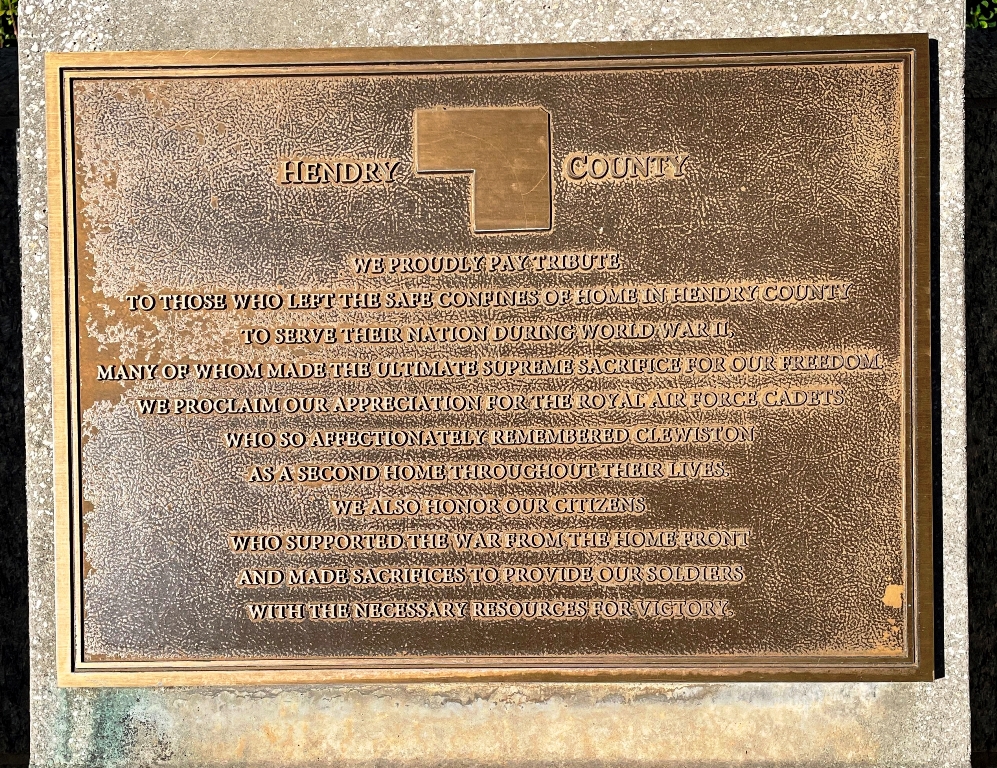 HENDRY COUNTY
WE PROUDLY PAY TRIBUTE
TO THOSE WHO LEFT THE SAFE CONFINES OF HOME IN HENDRY COUNTY
TO SERVE THEIR NATION DURING WORLD WAR II,
MANY OF WHOM MADE THE ULTIMATE SUPREME SACRIFICE FOR OUR FREEDOM.
WE PROCLAIM OUR APPRECIATION FOR THE ROYAL AIR FORCE CADETS
WHO SO AFFECTIONATELY REMEMBERED CLEWISTON
AS A SECOND HOME THROUGHOUT THEIR LIVES.
WE ALSO HONOR OUR CITIZENS
WHO SUPPORTED THE WAR FROM THE HOME FRONT
AND MADE SACRIFICES TO PROVIDE OUR SOLDIERS
WITH THE NECESSARY RESOURCES FOR VICTORY.